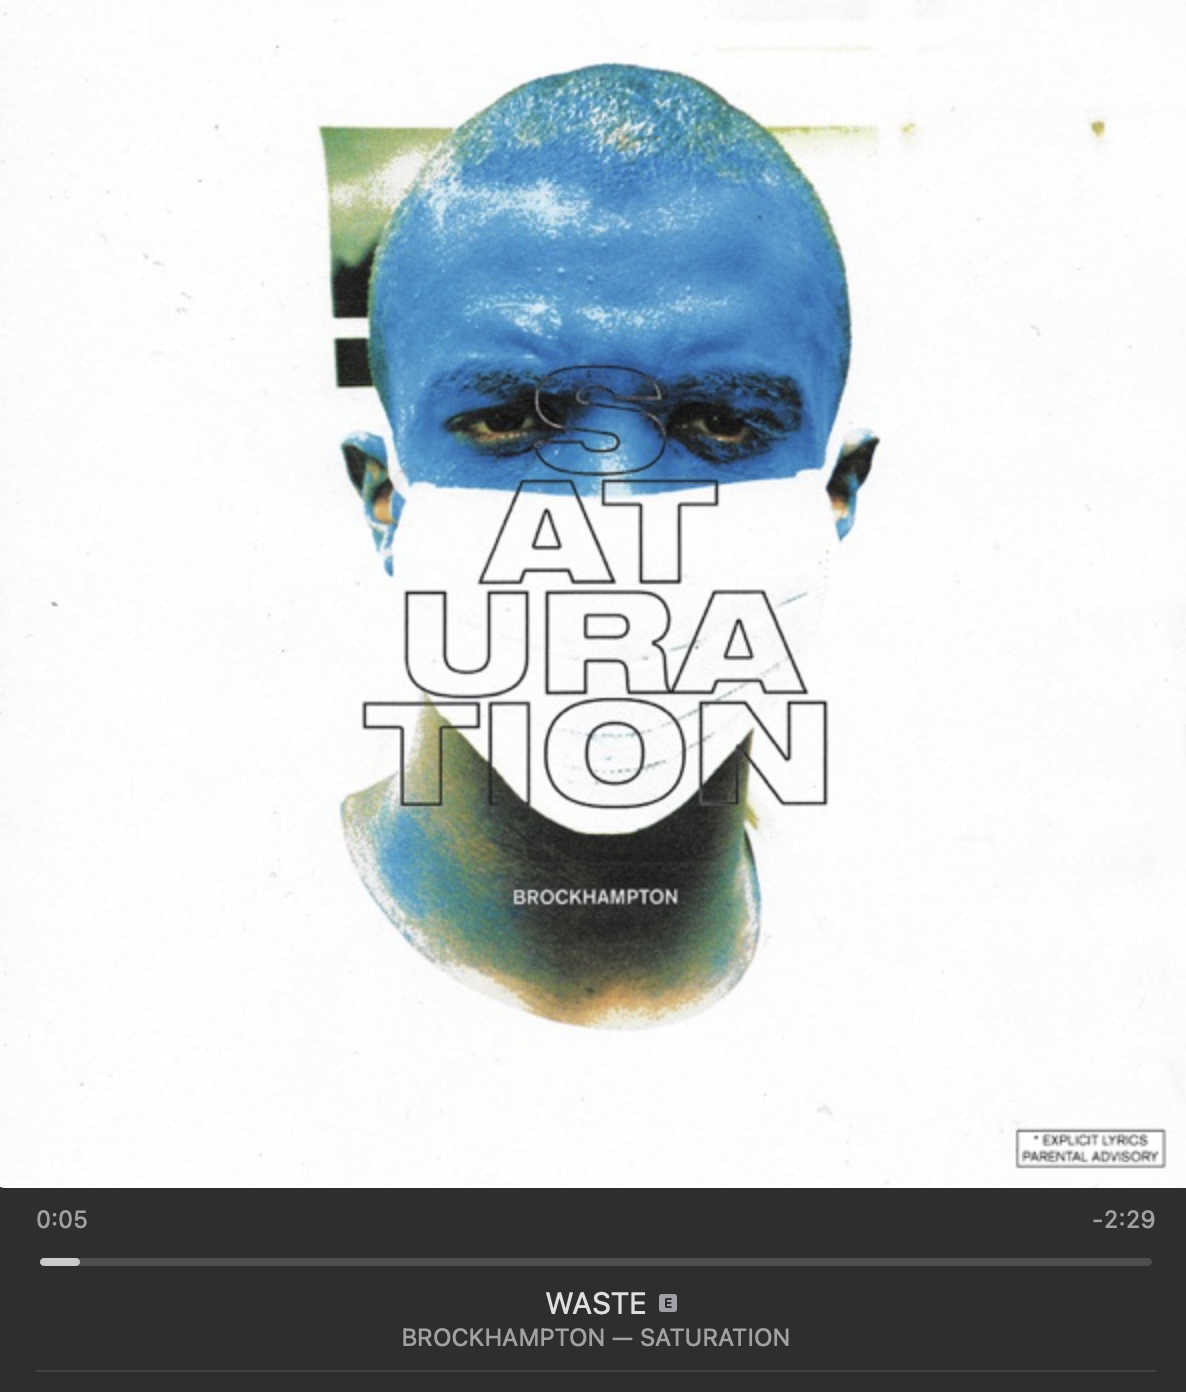 S
AT
URA
TION
BROCKHAMPTON
* EXPLICIT LYRICS
PARENTAL ADVISORY
0:05
-2:29
WASTE E
BROCKHAMPTON — SATURATION